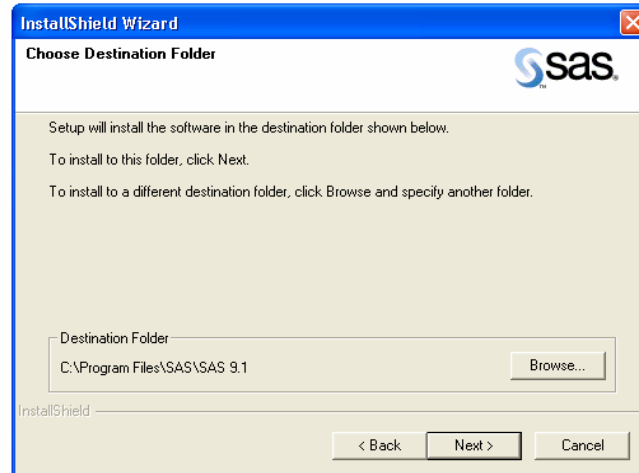 InstallShield Wizard
Choose Destination Folder
sas.
TM
Setup will install the software in the destination folder shown below.
To install to this folder, click Next.
To install to a different destination folder, click Browse and specify another folder.
Destination Folder
C:\Program Files\SAS\SAS 9.1
Browse...
InstallShield
< Back
Next >
Cancel